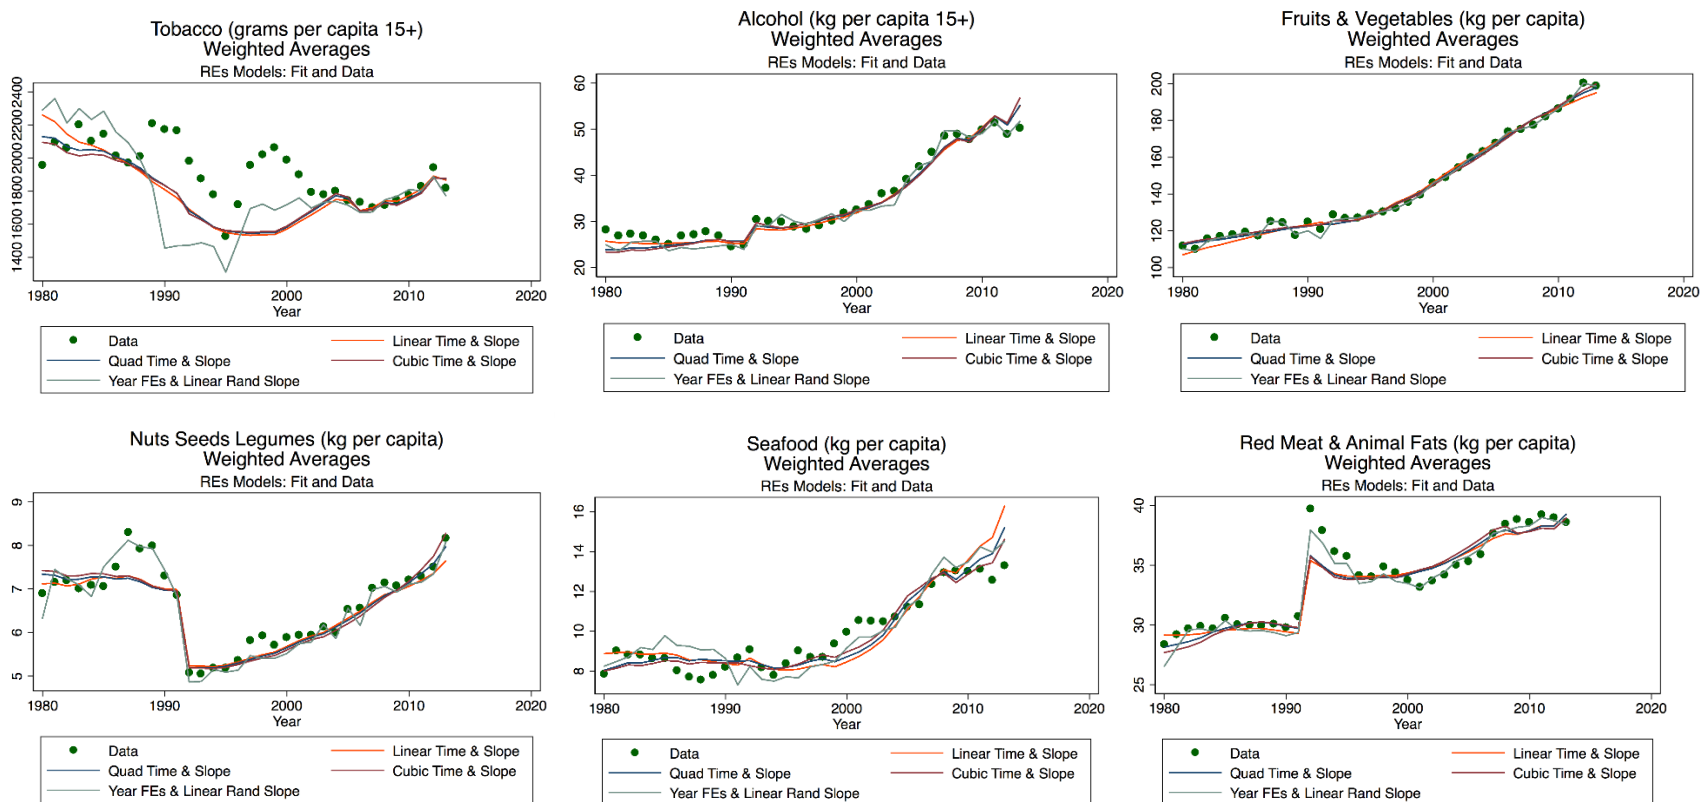 Tobacco (grams per capita 15+)
Weighted Averages
REs Models: Fit and Data
1400 1600 1800 2000 2200 2400
1980 1990 2000 2010 2020
Year
Data
Linear Time & Slope
Quad Time & Slope
Cubic Time & Slope
Year FEs & Linear Rand Slope
Alcohol (kg per capita 15+)
Weighted Averages
REs Models: Fit and Data
20 30 40 50 60
1980 1990 2000 2010 2020
Year
Data
Linear Time & Slope
Quad Time & Slope
Cubic Time & Slope
Year FEs & Linear Rand Slope
Fruits & Vegetables (kg per capita)
Weighted Averages
REs Models: Fit and Data
100 120 140 160 180 200
1980 1990 2000 2010 2020
Year
Data
Linear Time & Slope
Quad Time & Slope
Cubic Time & Slope
Year FEs & Linear Rand Slope
Nuts Seeds Legumes (kg per capita)
Weighted Averages
REs Models: Fit and Data
5 6 7 8 9
1980 1990 2000 2010 2020
Year
Data
Linear Time & Slope
Quad Time & Slope
Cubic Time & Slope
Year FEs & Linear Rand Slope
Seafood (kg per capita)
Weighted Averages
REs Models: Fit and Data
8 10 12 14 16
1980 1990 2000 2010 2020
Year
Data
Linear Time & Slope
Quad Time & Slope
Cubic Time & Slope
Year FEs & Linear Rand Slope
Red Meat & Animal Fats (kg per capita)
Weighted Averages
REs Models: Fit and Data
25 30 35 40
1980 1990 2000 2010 2020
Year
Data
Linear Time & Slope
Quad Time & Slope
Cubic Time & Slope
Year FEs & Linear Rand Slope